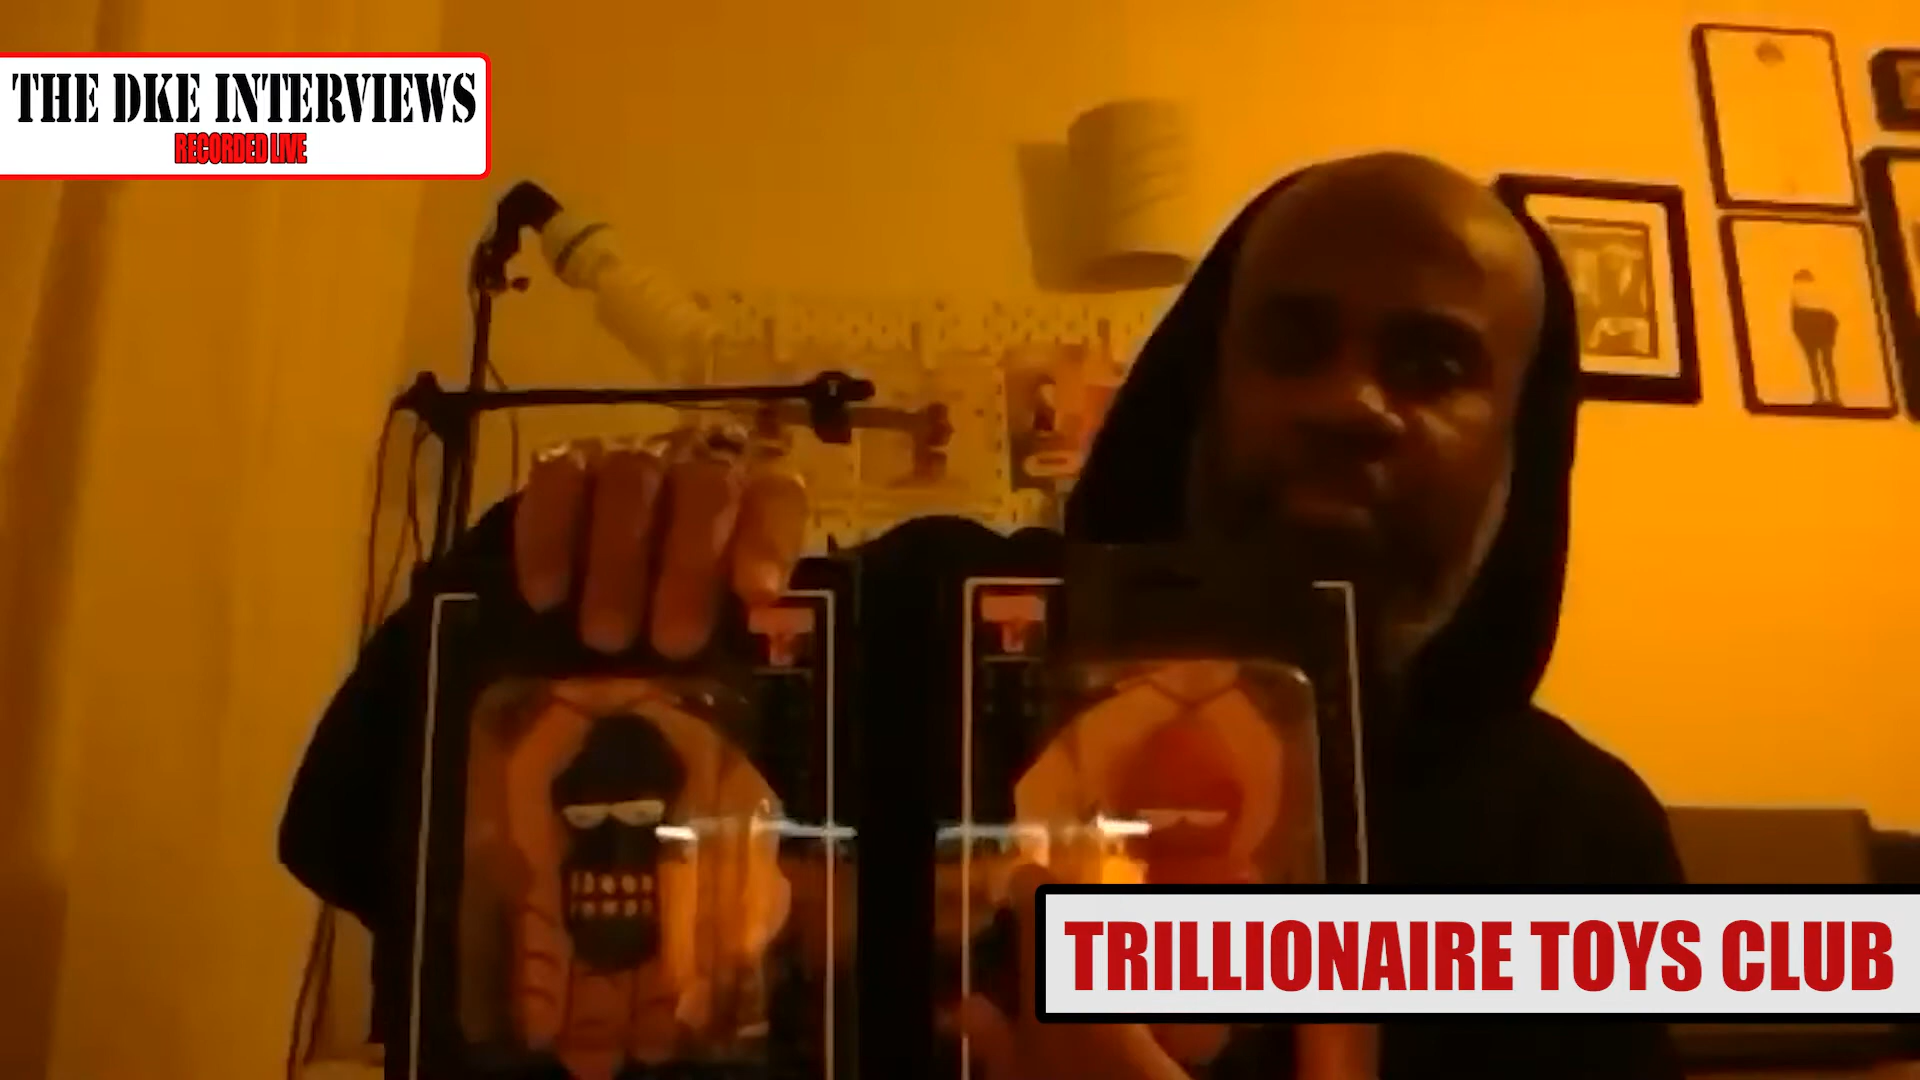 THE DKE INTERVIEWS
RECORDED LIVE
TRILLIONAIRE TOYS CLUB